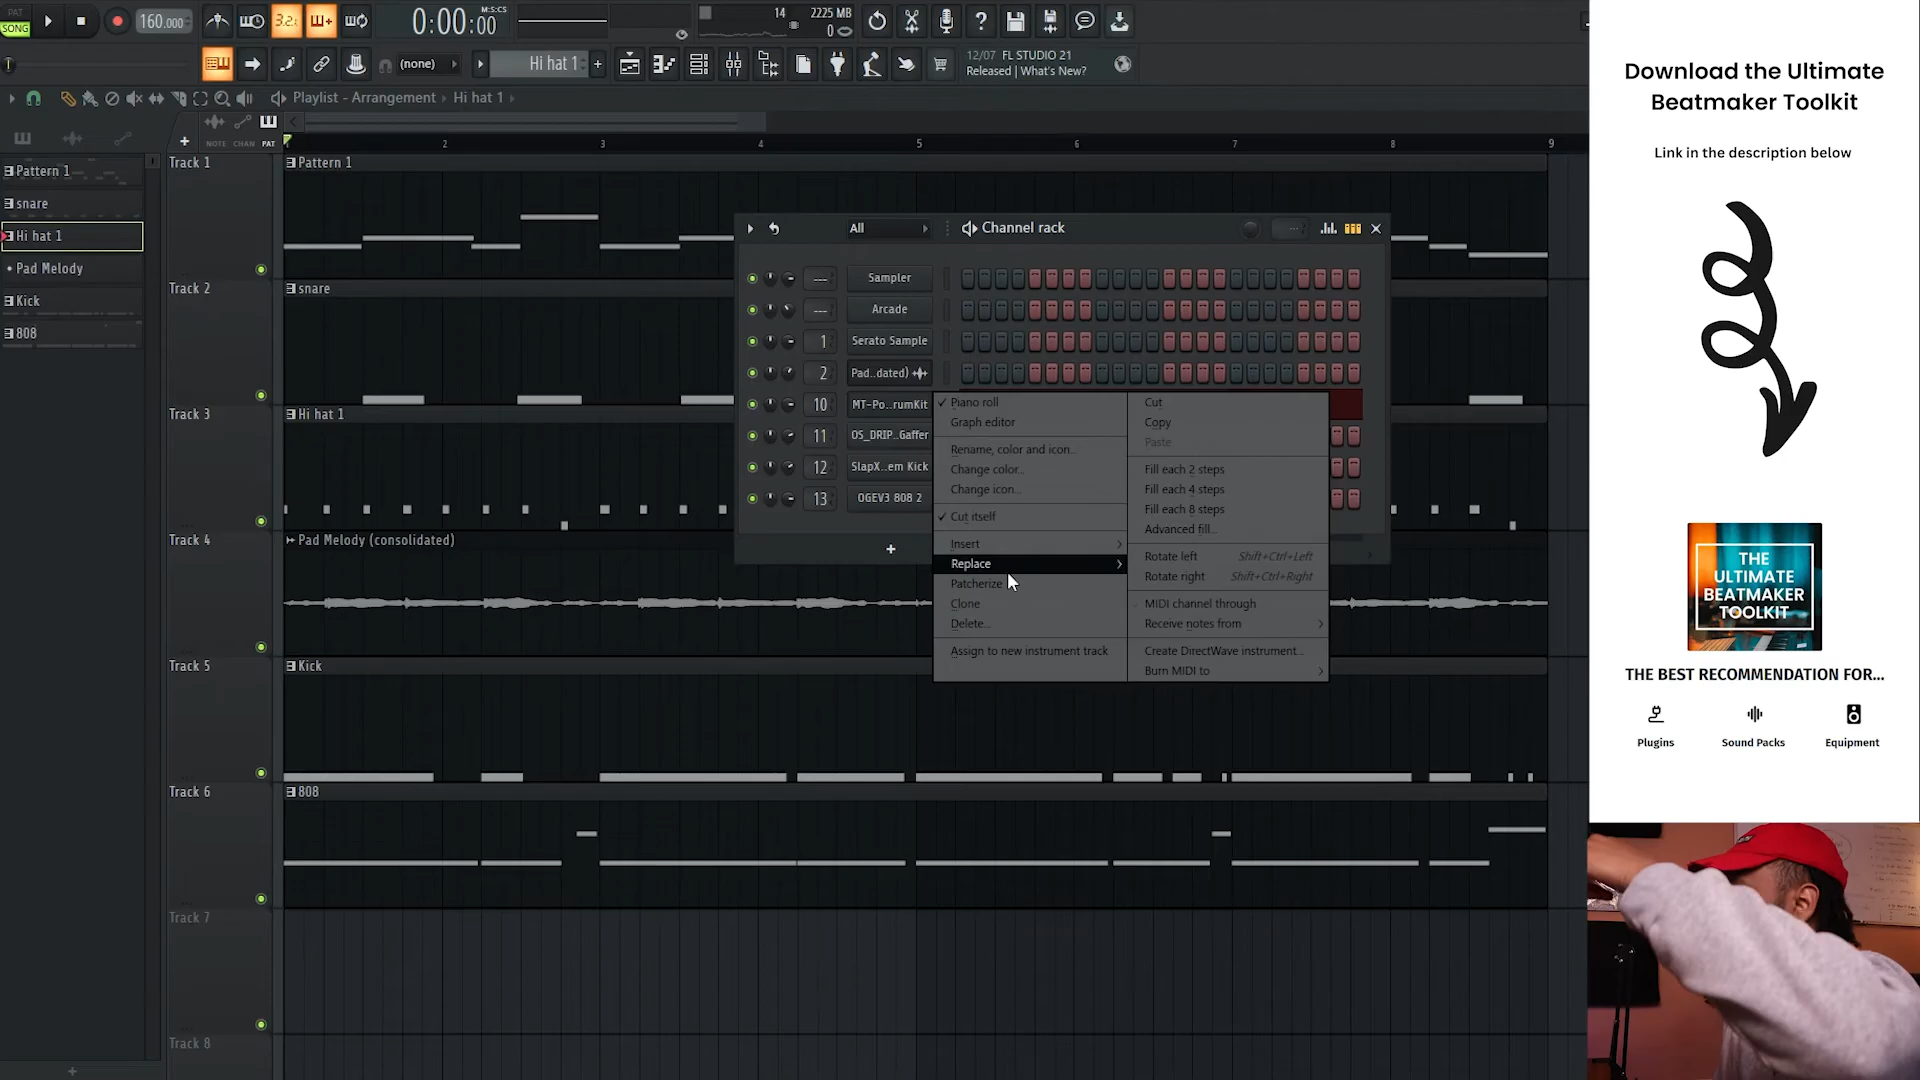 PAT
SONG
160.000
3.2:
0:00:00
M:S:CS
14
2225 MB
0
(none)
Hi hat 1
12/07 FL STUDIO 21
Released | What's New?
Playlist - Arrangement › Hi hat 1 ›
NOTE CHAN PAT
1 2 3 4 5 6 7 8 9
Pattern 1
snare
Hi hat 1
Pad Melody
Kick
808
Track 1
Pattern 1
Track 2
snare
Track 3
Hi hat 1
Track 4
Pad Melody (consolidated)
Track 5
Kick
Track 6
808
Track 7
Track 8
All
Channel rack
--- Sampler
--- Arcade
1 Serato Sample
2 Pad..dated)
10 MT-Po..rumKit
11 OS_DRIP..Gaffer
12 SlapX..em Kick
13 OGEV3 808 2
Piano roll
Graph editor
Rename, color and icon...
Change color...
Change icon...
Cut itself
Insert
Replace
Patcherize
Clone
Delete...
Assign to new instrument track
Cut
Copy
Paste
Fill each 2 steps
Fill each 4 steps
Fill each 8 steps
Advanced fill...
Rotate left Shift+Ctrl+Left
Rotate right Shift+Ctrl+Right
MIDI channel through
Receive notes from
Create DirectWave instrument...
Burn MIDI to
Download the Ultimate
Beatmaker Toolkit
Link in the description below
THE
ULTIMATE
BEATMAKER
TOOLKIT
THE BEST RECOMMENDATION FOR...
Plugins
Sound Packs
Equipment